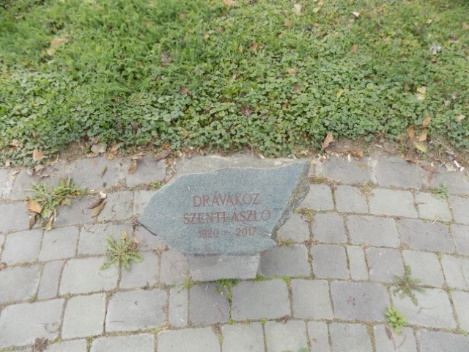 DRÁVAKÖZ
SZENTLÁSZLÓ
1920 - 2017